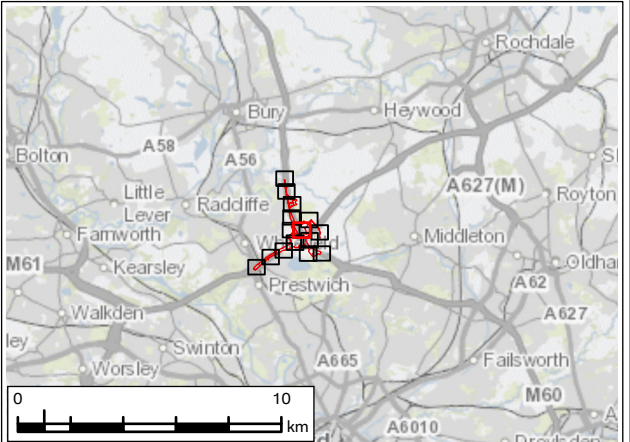 Rochdale
Bury
Heywood
A58
Bolton
A56
A627(M)
Little
Lever
Radcliffe
Royton
Farnworth
Middleton
M61
Kearsley
Oldha
Prestwich
A62
Walkden
A627
ley
Swinton
A665
Failsworth
Worsley
M60
0
10
km
A6010